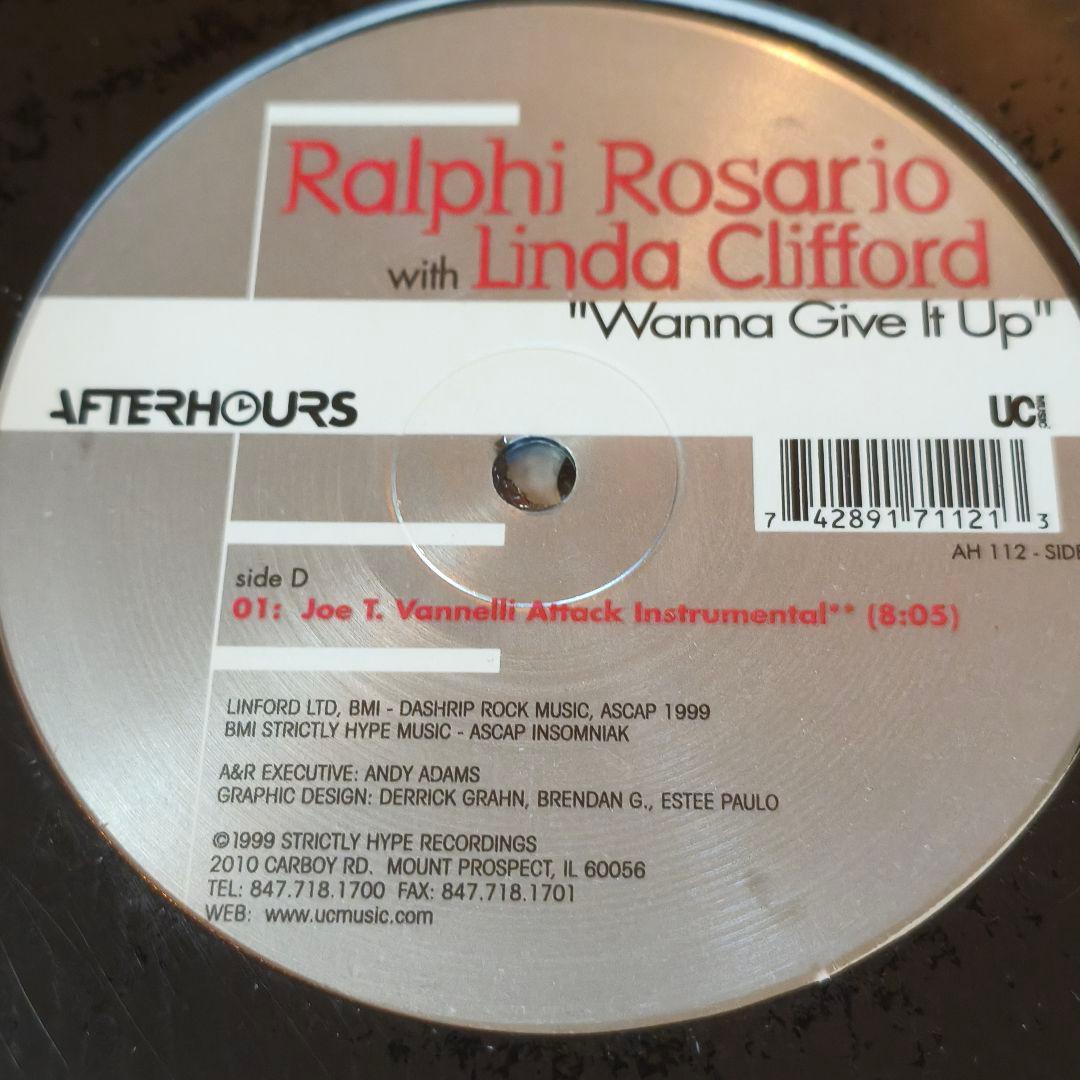 Ralphi Rosario
with Linda Clifford
"Wanna Give It Up"
AFTERHOURS
UC MUSIC
7 42891 71121 3
AH 112 - SIDE
side D
01: Joe T. Vannelli Attack Instrumental** (8:05)
LINFORD LTD, BMI - DASHRIP ROCK MUSIC, ASCAP 1999
BMI STRICTLY HYPE MUSIC - ASCAP INSOMNIAK
A&R EXECUTIVE: ANDY ADAMS
GRAPHIC DESIGN: DERRICK GRAHN, BRENDAN G., ESTEE PAULO
©1999 STRICTLY HYPE RECORDINGS
2010 CARBOY RD. MOUNT PROSPECT, IL 60056
TEL: 847.718.1700 FAX: 847.718.1701
WEB: www.ucmusic.com